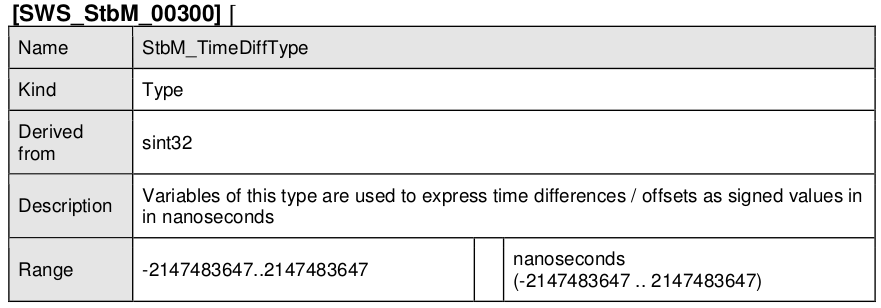 [SWS_StbM_00300] ⌈
Name StbM_TimeDiffType
Kind Type
Derived
from sint32
Description Variables of this type are used to express time differences / offsets as signed values in
in nanoseconds
Range -2147483647..2147483647 nanoseconds
(-2147483647 .. 2147483647)